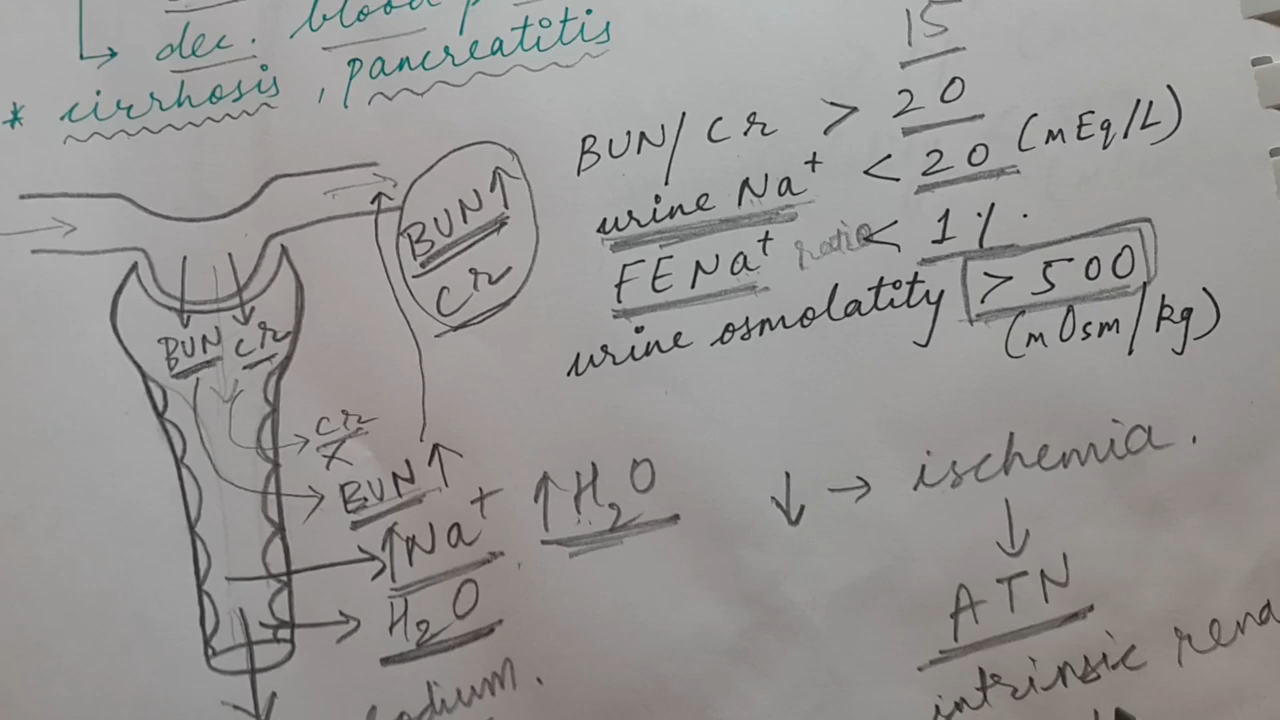 ↳ dec. blood p
* cirrhosis, pancreatitis
15
BUN/Cr > 20
urine Na⁺ < 20 (mEq/L)
FENa⁺ ratio < 1%.
urine osmolatity > 500
(mOsm/kg)
BUN↑
Cr
BUN Cr
Cr
X
BUN↑
↑Na⁺ ↑H₂O
H₂O
↓ → ischemia.
↓
ATN
intrinsic rena
sodium.